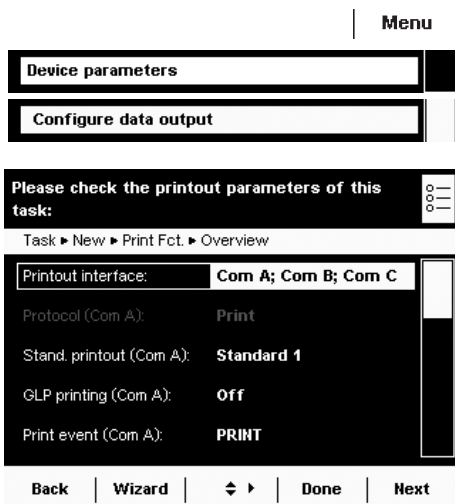 Menu
Device parameters
Configure data output
Please check the printout parameters of this
task:
Task ▸ New ▸ Print Fct. ▸ Overview
Printout interface: Com A; Com B; Com C
Protocol (Com A): Print
Stand. printout (Com A): Standard 1
GLP printing (Com A): Off
Print event (Com A): PRINT
Back Wizard Done Next